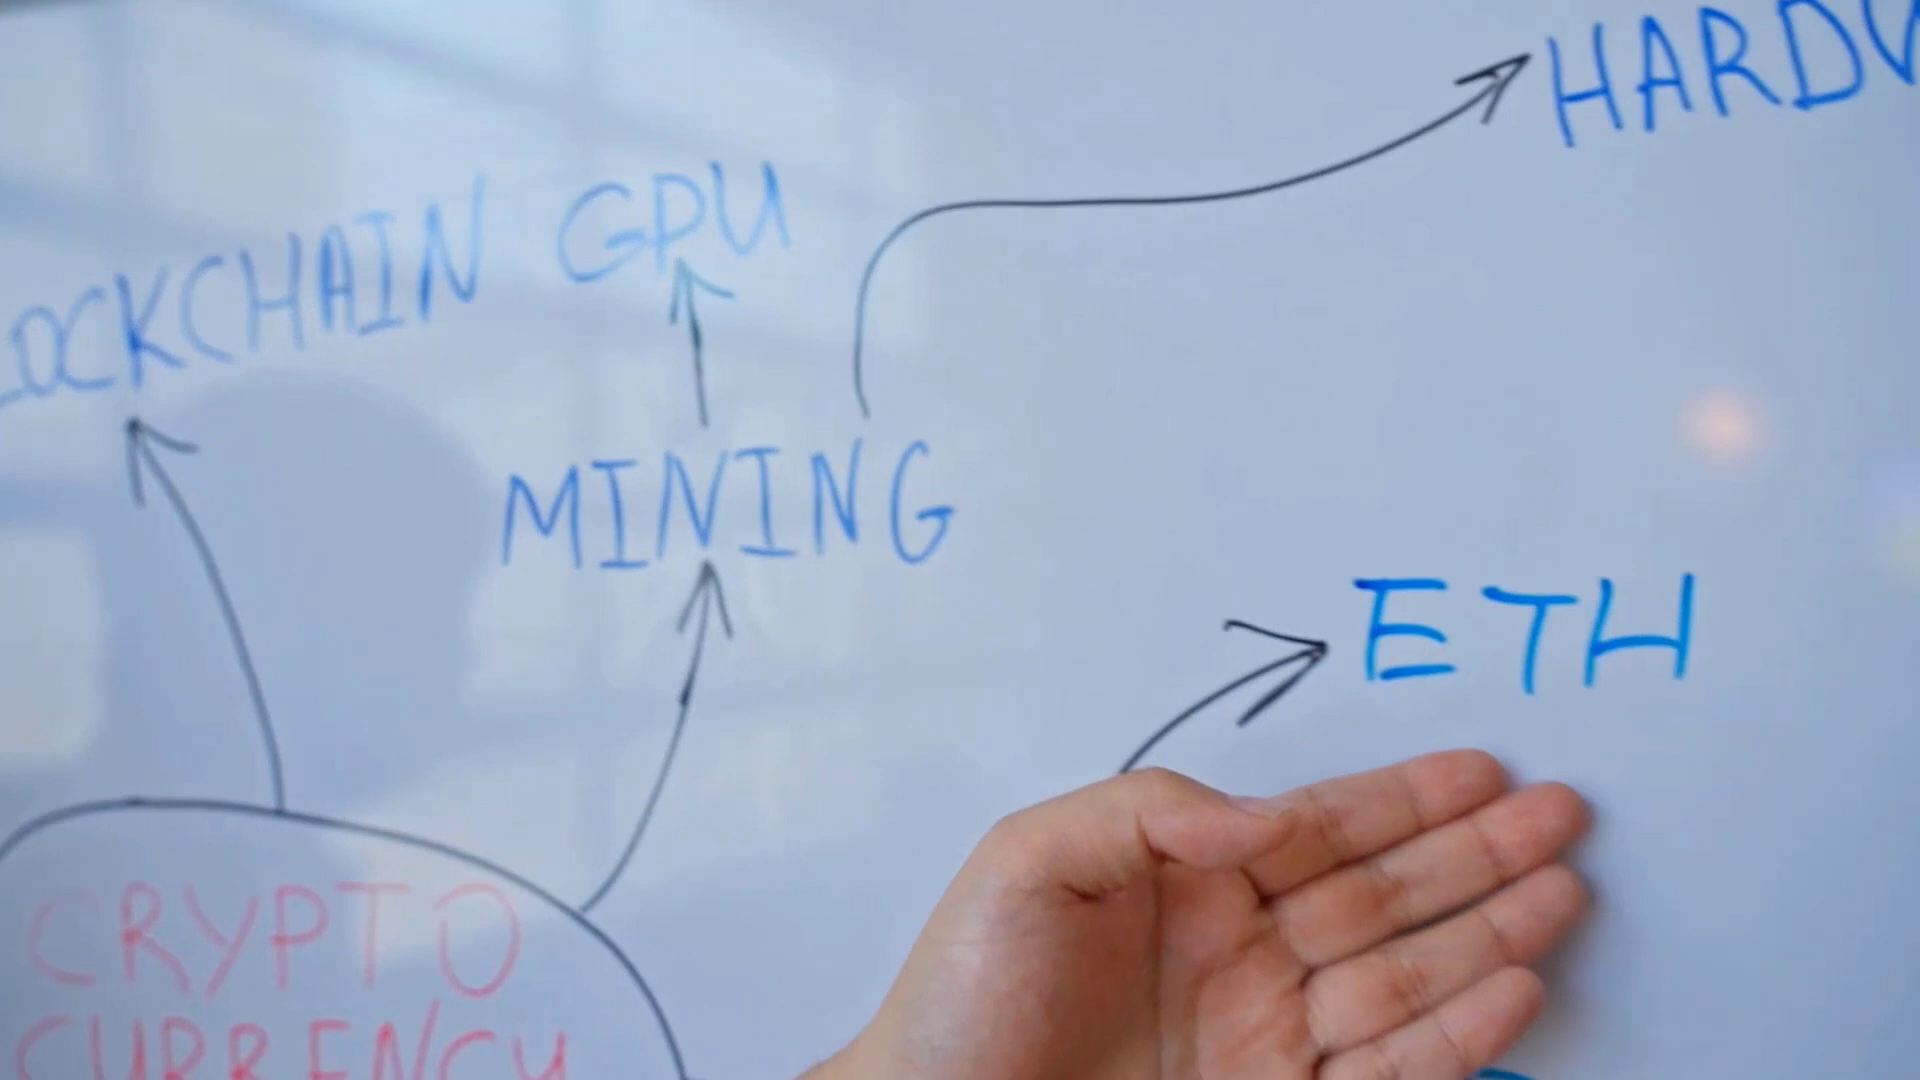 HARDW
LOCKCHAIN
GPU
MINING
ETH
CRYPTO
CURRENCY